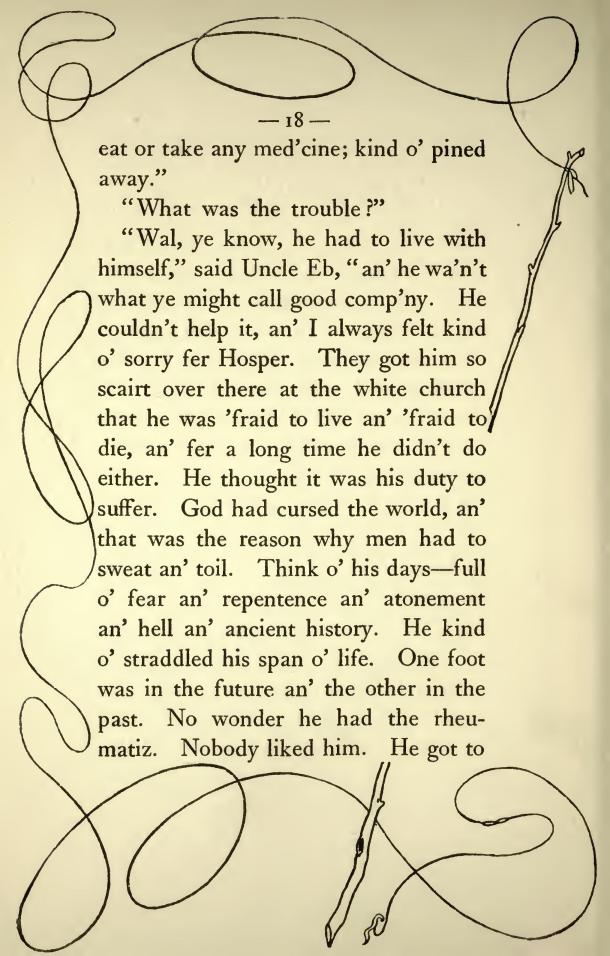 — 18 —
eat or take any med’cine; kind o’ pined
away.”
“What was the trouble?”
“Wal, ye know, he had to live with
himself,” said Uncle Eb, “an’ he wa’n’t
what ye might call good comp’ny. He
couldn’t help it, an’ I always felt kind
o’ sorry fer Hosper. They got him so
scairt over there at the white church
that he was ’fraid to live an’ ’fraid to
die, an’ fer a long time he didn’t do
either. He thought it was his duty to
suffer. God had cursed the world, an’
that was the reason why men had to
sweat an’ toil. Think o’ his days—full
o’ fear an’ repentence an’ atonement
an’ hell an’ ancient history. He kind
o’ straddled his span o’ life. One foot
was in the future an’ the other in the
past. No wonder he had the rheu-
matiz. Nobody liked him. He got to